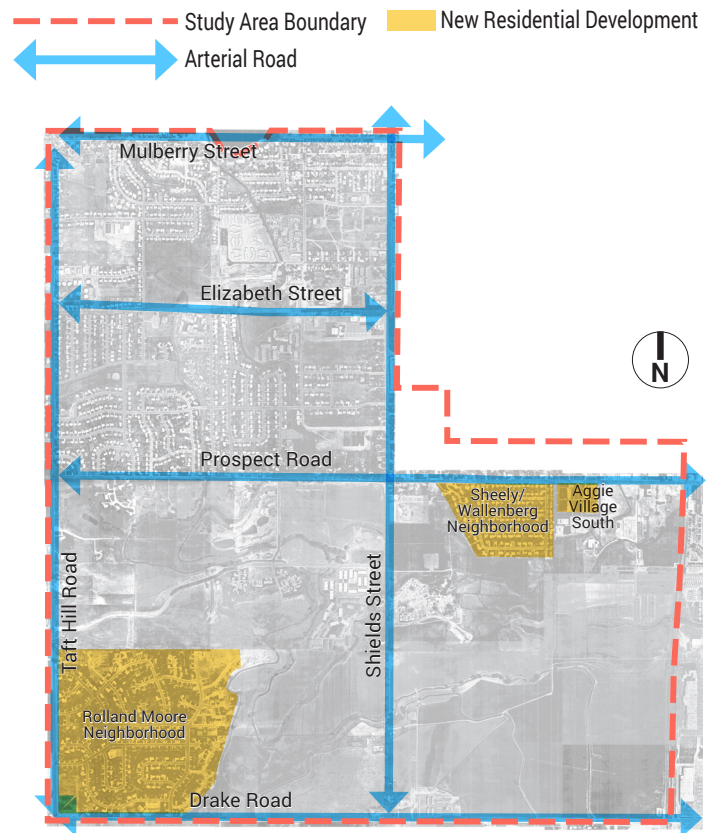 Study Area Boundary
New Residential Development
Arterial Road
Mulberry Street
Elizabeth Street
N
Prospect Road
Sheely/
Wallenberg
Neighborhood
Aggie
Village
South
Taft Hill Road
Shields Street
Rolland Moore
Neighborhood
Drake Road